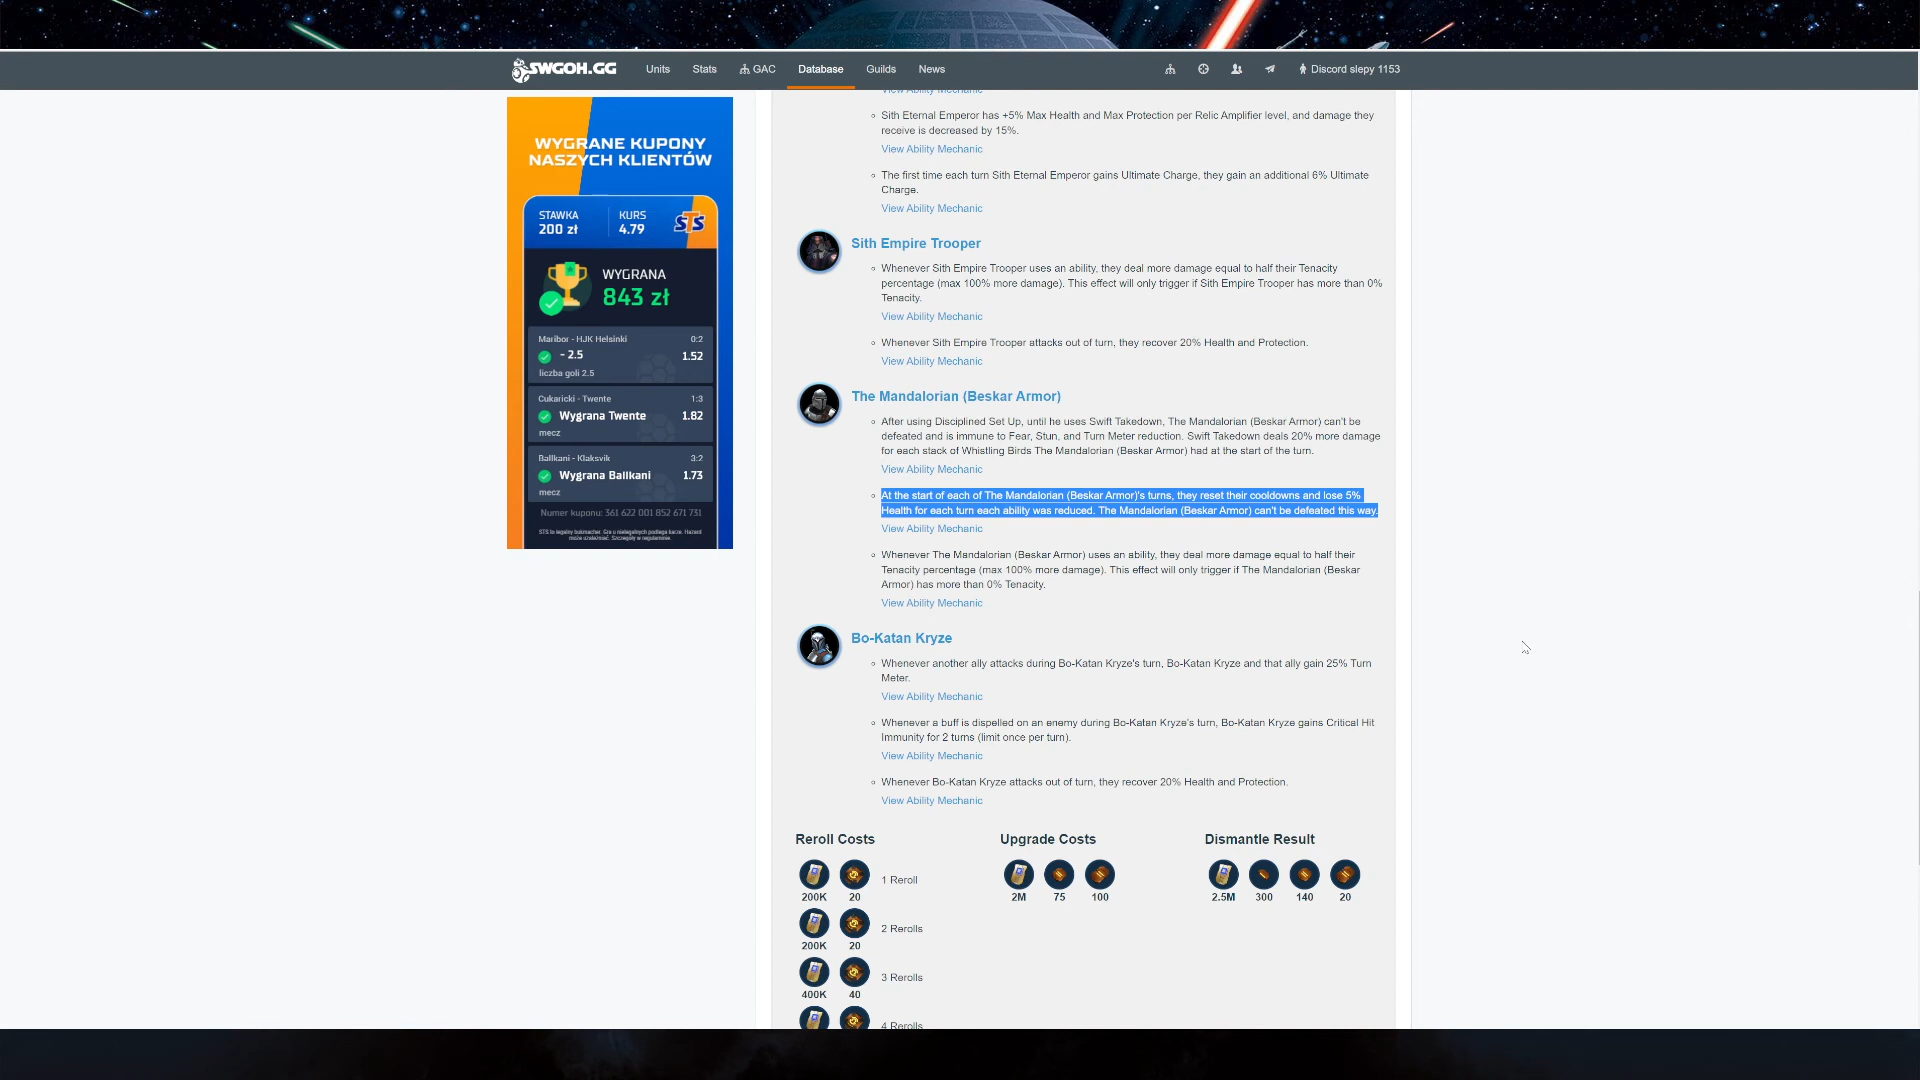 SWGOH.GG
Units
Stats
GAC
Database
Guilds
News
Discord slepy 1153
WYGRANE KUPONY
NASZYCH KLIENTÓW
STAWKA
200 zł
KURS
4.79
STS
WYGRANA
843 zł
Maribor - HJK Helsinki 0:2
- 2.5 1.52
liczba goli 2.5
Cukaricki - Twente 1:3
Wygrana Twente 1.82
mecz
Ballkani - Klaksvik 3:2
Wygrana Ballkani 1.73
mecz
Numer kuponu: 361 622 001 852 671 731
View Ability Mechanic
Sith Eternal Emperor has +5% Max Health and Max Protection per Relic Amplifier level, and damage they
receive is decreased by 15%.
View Ability Mechanic
The first time each turn Sith Eternal Emperor gains Ultimate Charge, they gain an additional 6% Ultimate
Charge.
View Ability Mechanic
Sith Empire Trooper
Whenever Sith Empire Trooper uses an ability, they deal more damage equal to half their Tenacity
percentage (max 100% more damage). This effect will only trigger if Sith Empire Trooper has more than 0%
Tenacity.
View Ability Mechanic
Whenever Sith Empire Trooper attacks out of turn, they recover 20% Health and Protection.
View Ability Mechanic
The Mandalorian (Beskar Armor)
After using Disciplined Set Up, until he uses Swift Takedown, The Mandalorian (Beskar Armor) can't be
defeated and is immune to Fear, Stun, and Turn Meter reduction. Swift Takedown deals 20% more damage
for each stack of Whistling Birds The Mandalorian (Beskar Armor) had at the start of the turn.
View Ability Mechanic
At the start of each of The Mandalorian (Beskar Armor)'s turns, they reset their cooldowns and lose 5%
Health for each turn each ability was reduced. The Mandalorian (Beskar Armor) can't be defeated this way.
View Ability Mechanic
Whenever The Mandalorian (Beskar Armor) uses an ability, they deal more damage equal to half their
Tenacity percentage (max 100% more damage). This effect will only trigger if The Mandalorian (Beskar
Armor) has more than 0% Tenacity.
View Ability Mechanic
Bo-Katan Kryze
Whenever another ally attacks during Bo-Katan Kryze's turn, Bo-Katan Kryze and that ally gain 25% Turn
Meter.
View Ability Mechanic
Whenever a buff is dispelled on an enemy during Bo-Katan Kryze's turn, Bo-Katan Kryze gains Critical Hit
Immunity for 2 turns (limit once per turn).
View Ability Mechanic
Whenever Bo-Katan Kryze attacks out of turn, they recover 20% Health and Protection.
View Ability Mechanic
Reroll Costs
200K 20 1 Reroll
200K 20 2 Rerolls
400K 40 3 Rerolls
4 Rerolls
Upgrade Costs
2M 75 100
Dismantle Result
2.5M 300 140 20